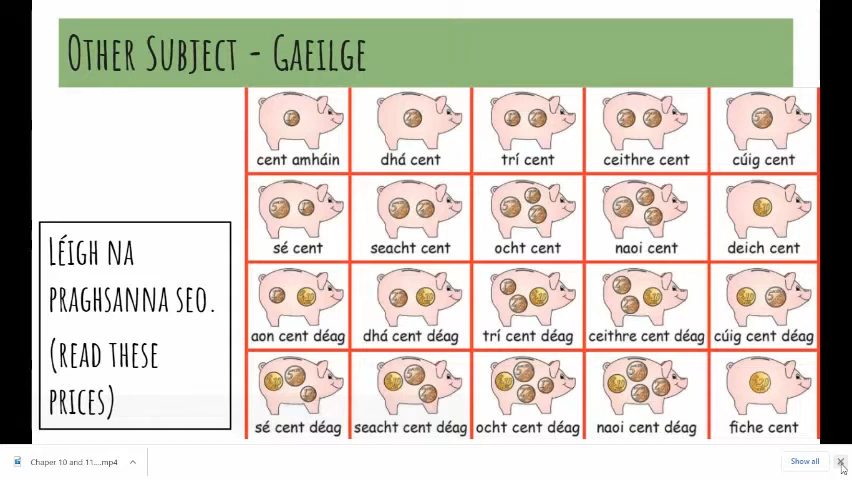 Other Subject - Gaeilge
cent amháin dhá cent trí cent ceithre cent cúig cent
sé cent seacht cent ocht cent naoi cent deich cent
Léigh na
praghsanna seo.
(read these
prices)
aon cent déag dhá cent déag trí cent déag ceithre cent déag cúig cent déag
sé cent déag seacht cent déag ocht cent déag naoi cent déag fiche cent
Chaper 10 and 11....mp4
Show all